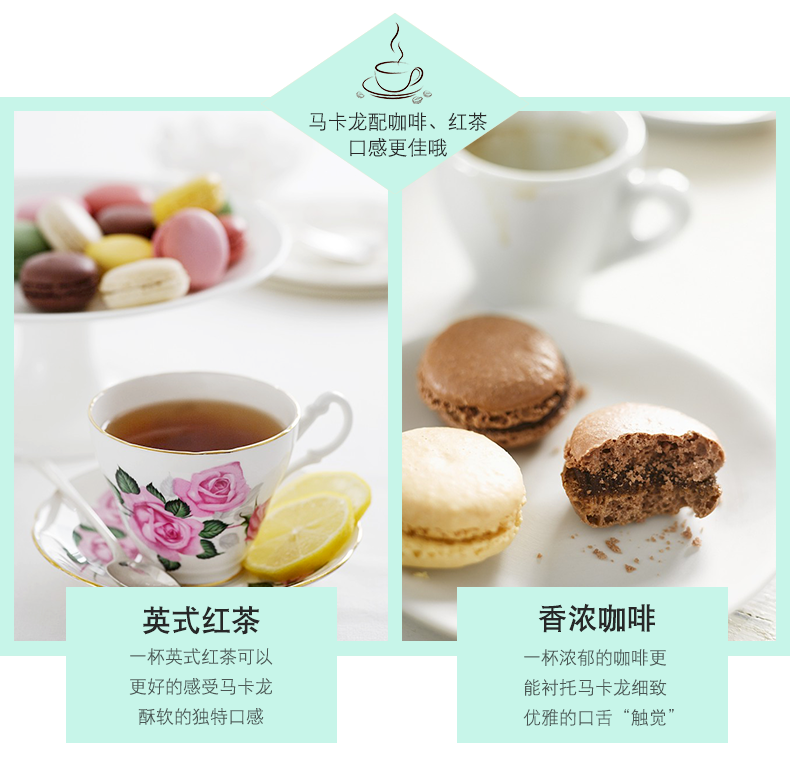 马卡龙配咖啡、红茶
口感更佳哦
英式红茶
一杯英式红茶可以
更好的感受马卡龙
酥软的独特口感
香浓咖啡
一杯浓郁的咖啡更
能衬托马卡龙细致
优雅的口舌“触觉”